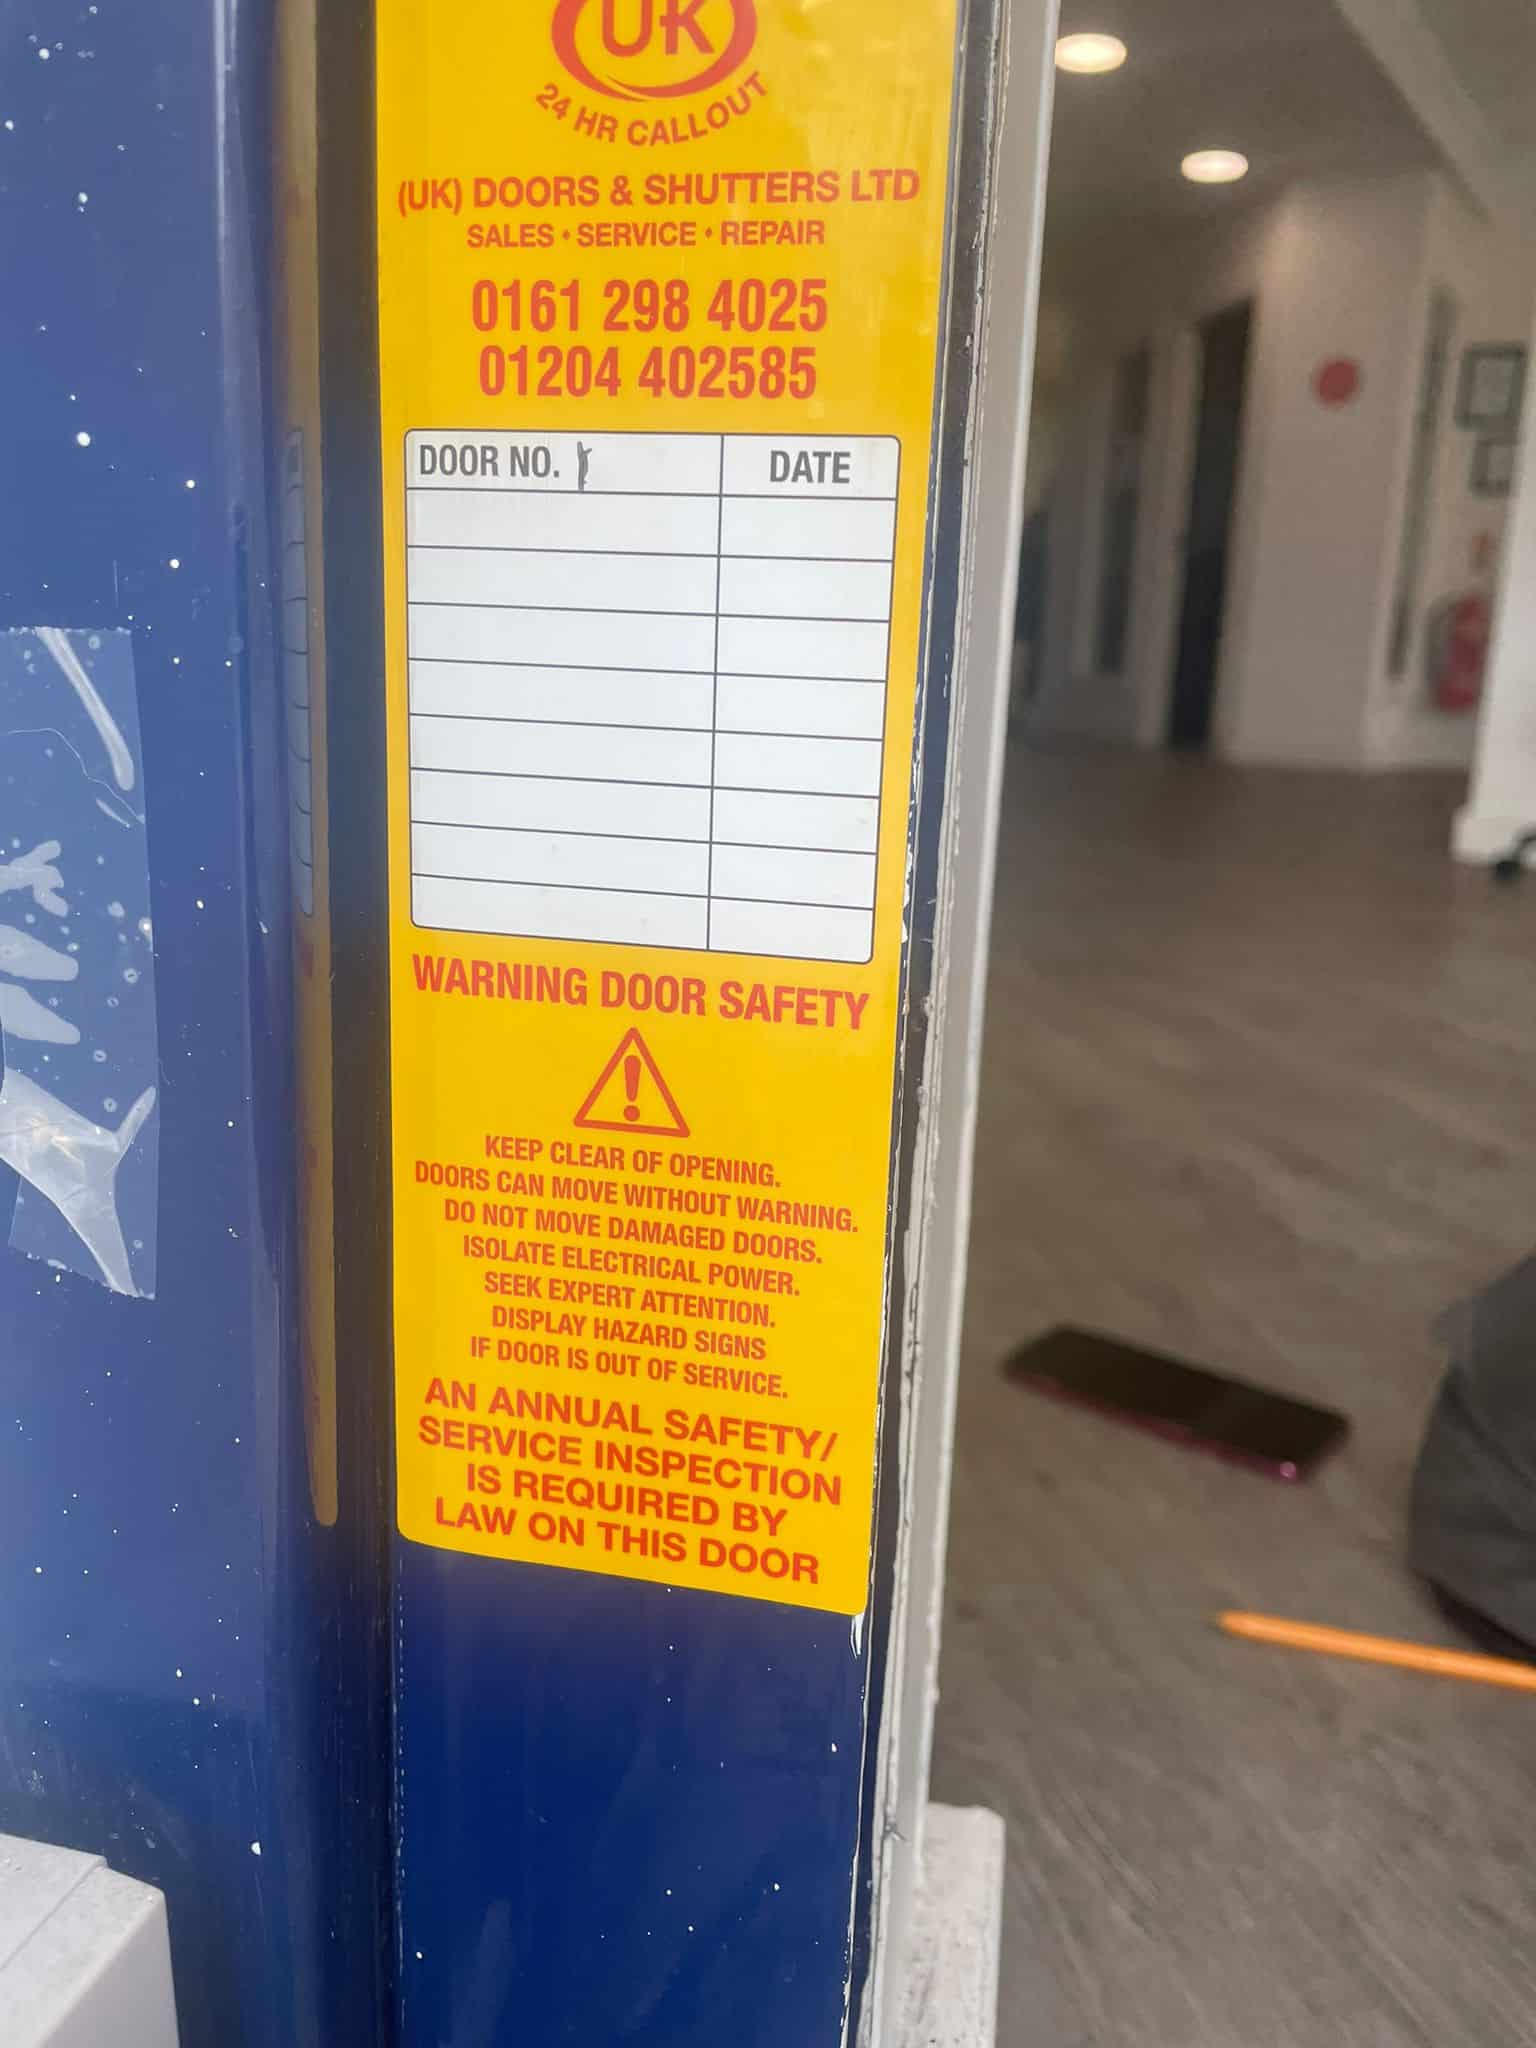 UK
24 HR CALLOUT
(UK) DOORS & SHUTTERS LTD
SALES • SERVICE • REPAIR
0161 298 4025
01204 402585
DOOR NO. 1
DATE
WARNING DOOR SAFETY
KEEP CLEAR OF OPENING.
DOORS CAN MOVE WITHOUT WARNING.
DO NOT MOVE DAMAGED DOORS.
ISOLATE ELECTRICAL POWER.
SEEK EXPERT ATTENTION.
DISPLAY HAZARD SIGNS
IF DOOR IS OUT OF SERVICE.
AN ANNUAL SAFETY/
SERVICE INSPECTION
IS REQUIRED BY
LAW ON THIS DOOR